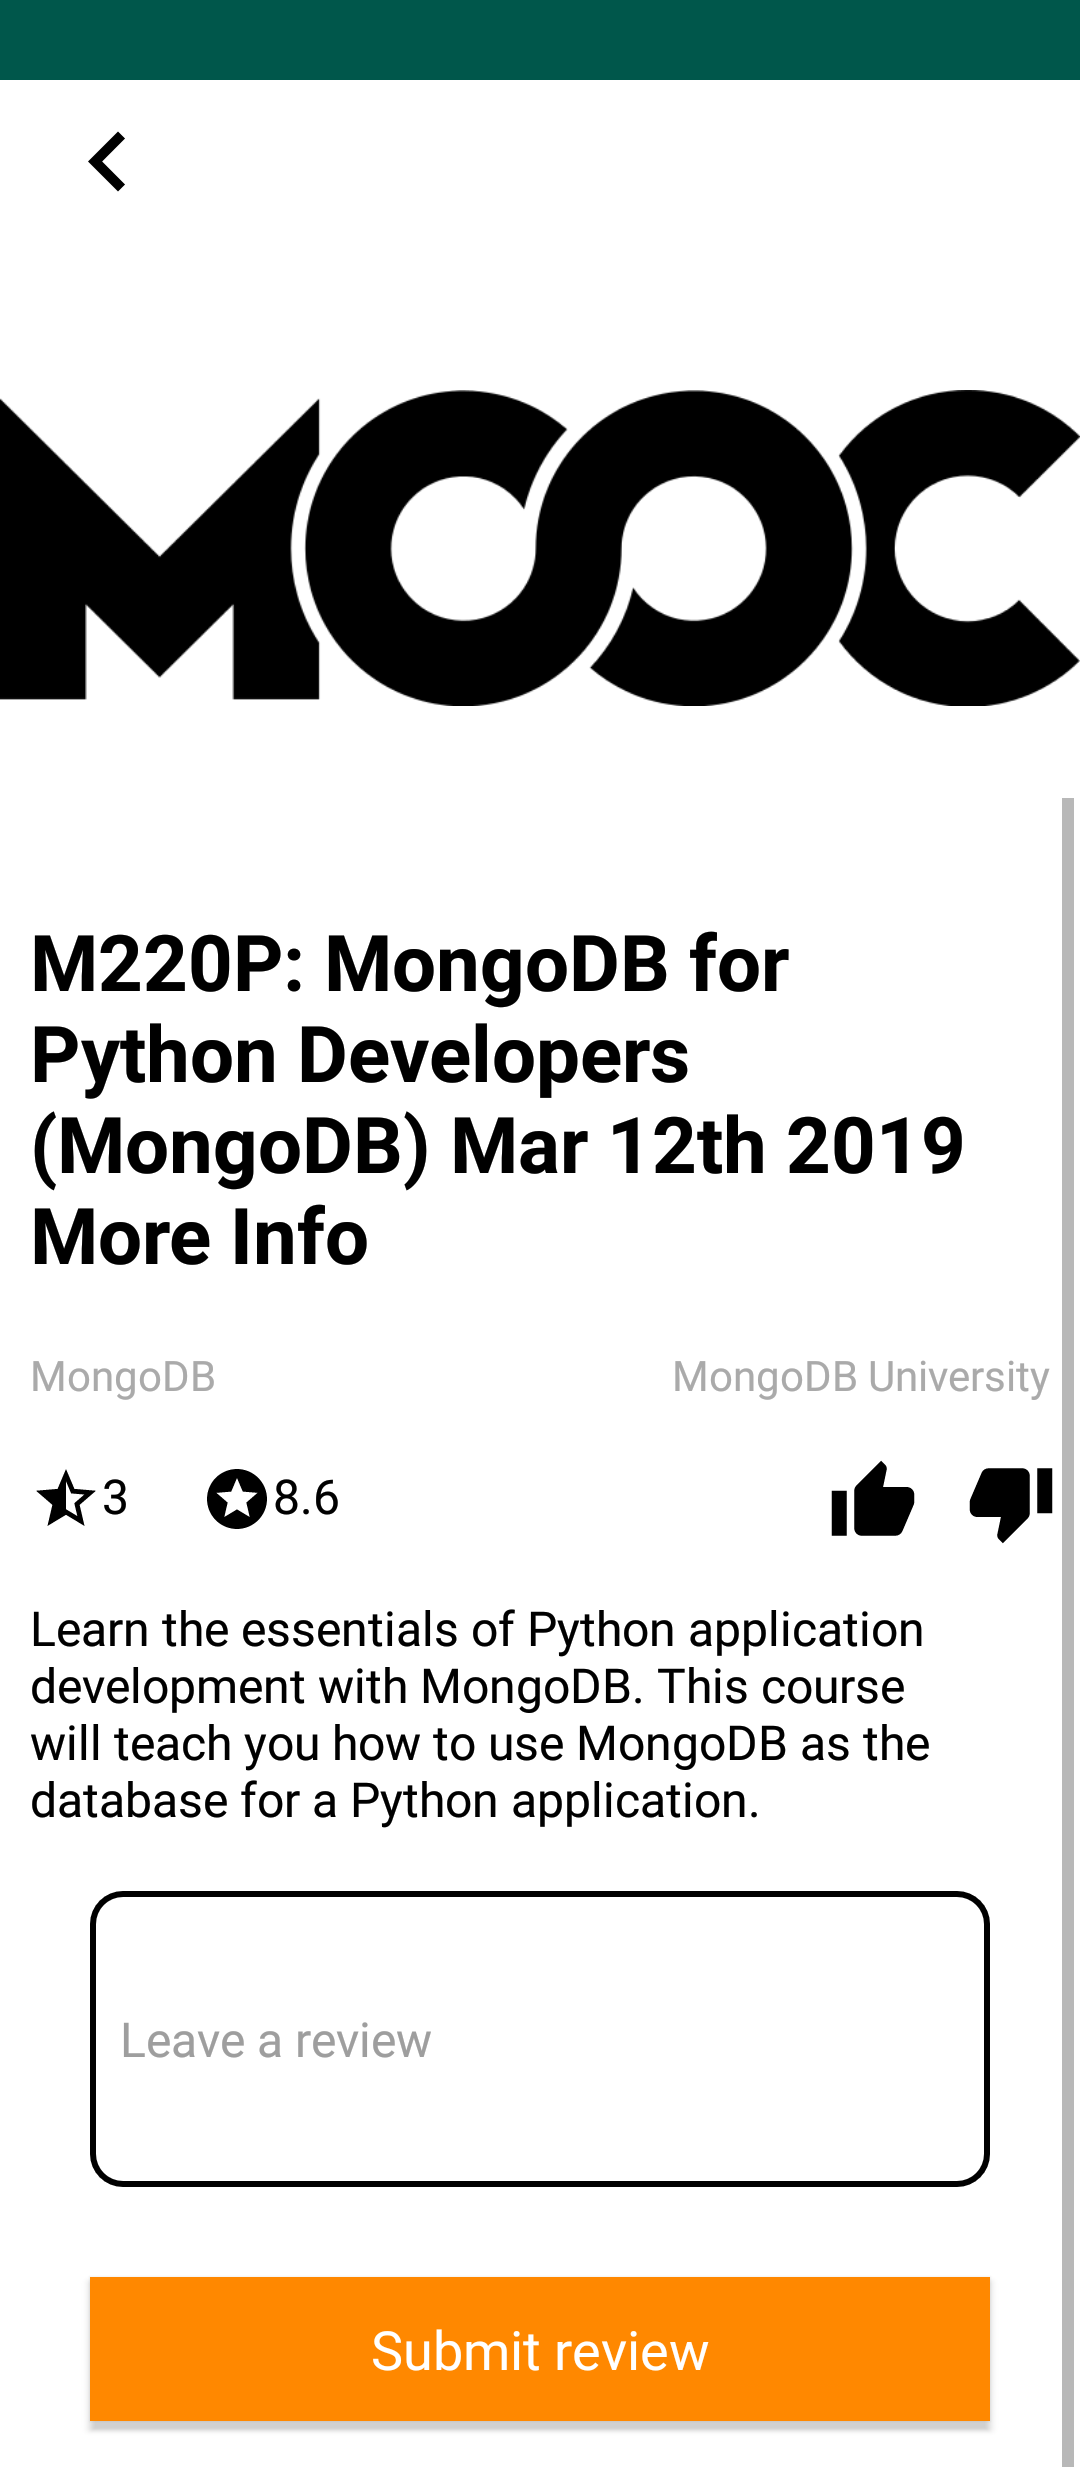 MOOC
M220P: MongoDB for
Python Developers
(MongoDB) Mar 12th 2019
More Info
MongoDB
MongoDB University
3
8.6
Learn the essentials of Python application
development with MongoDB. This course
will teach you how to use MongoDB as the
database for a Python application.
Leave a review
Submit review